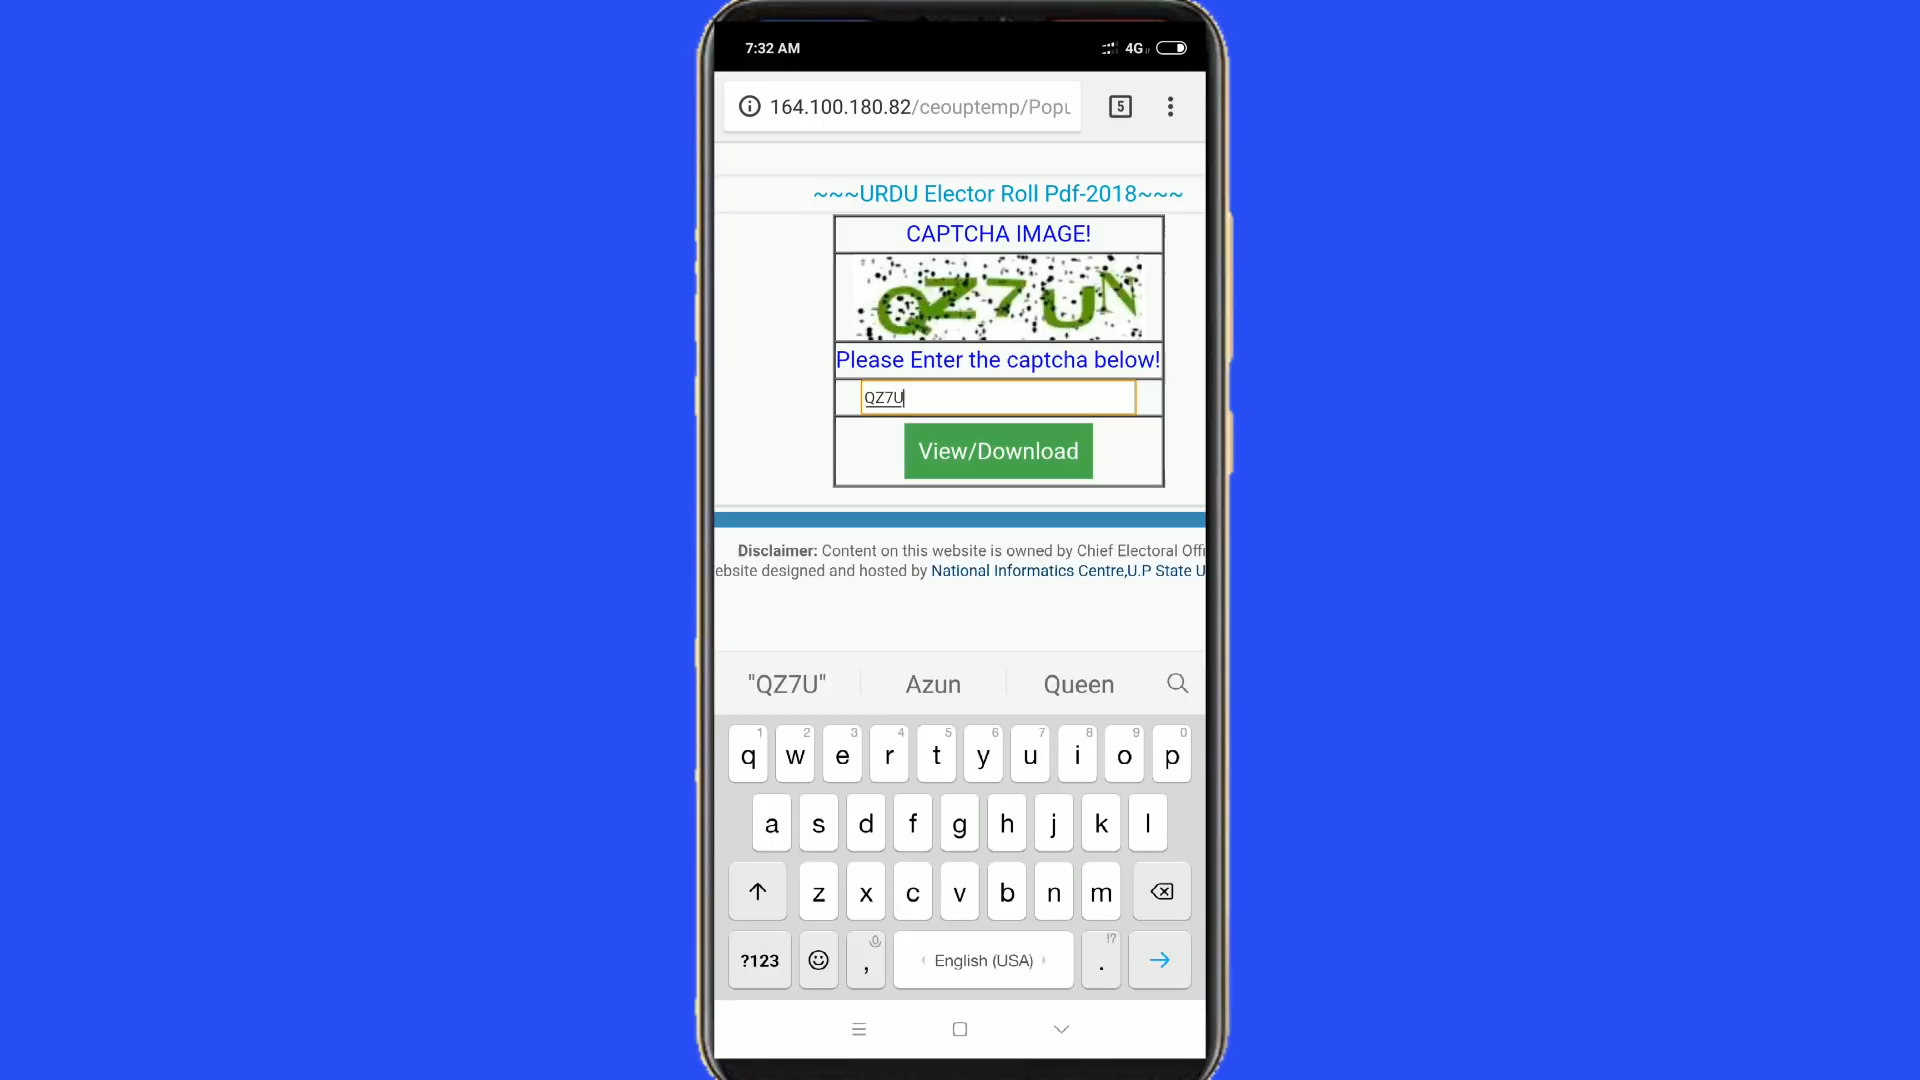 7:32 AM 4G
164.100.180.82/ceouptemp/Popu 5
~~~URDU Elector Roll Pdf-2018~~~
CAPTCHA IMAGE!
QZ7UN
Please Enter the captcha below!
QZ7U
View/Download
Disclaimer: Content on this website is owned by Chief Electoral Offi
ebsite designed and hosted by National Informatics Centre,U.P State U
"QZ7U" Azun Queen
1 2 3 4 5 6 7 8 9 0
q w e r t y u i o p
a s d f g h j k l
z x c v b n m
?123 , English (USA) . !?